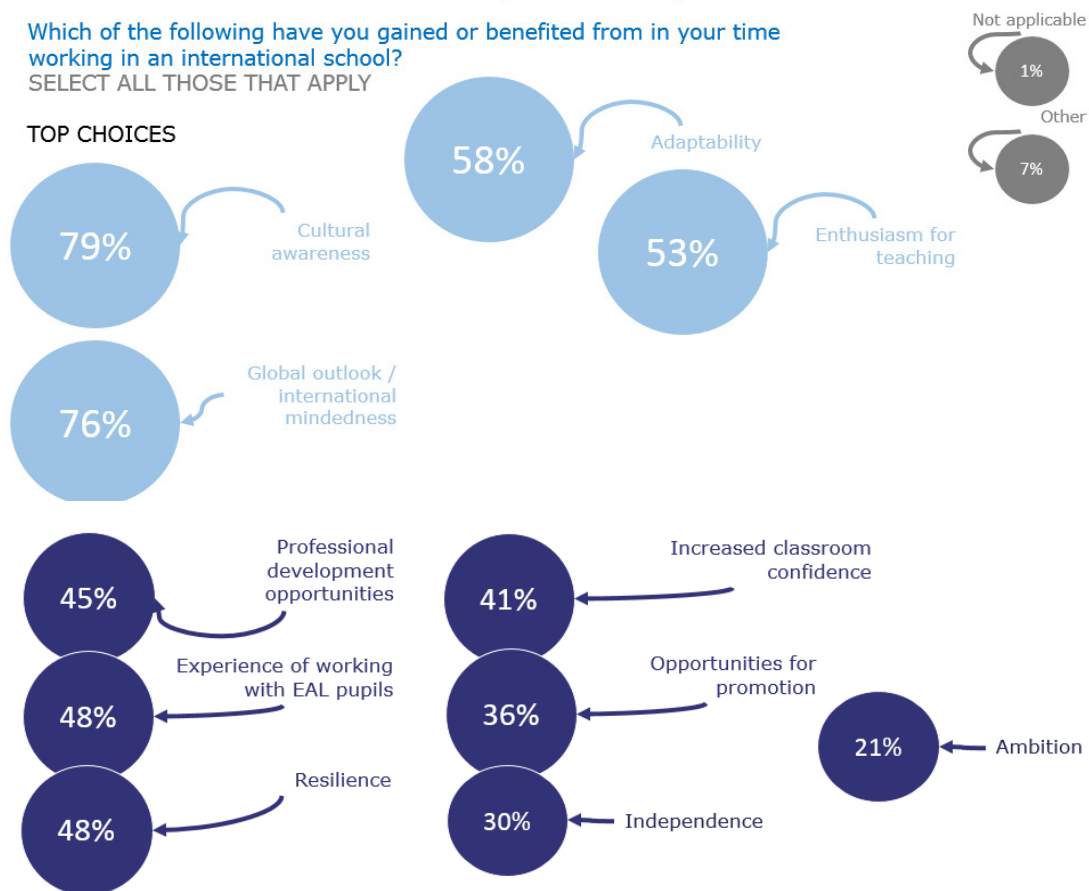 Which of the following have you gained or benefited from in your time
working in an international school?
SELECT ALL THOSE THAT APPLY
TOP CHOICES
79%
Cultural
awareness
76%
Global outlook /
international
mindedness
58%
Adaptability
53%
Enthusiasm for
teaching
Not applicable
1%
Other
7%
45%
Professional
development
opportunities
48%
Experience of working
with EAL pupils
48%
Resilience
41%
Increased classroom
confidence
36%
Opportunities for
promotion
30%
Independence
21%
Ambition